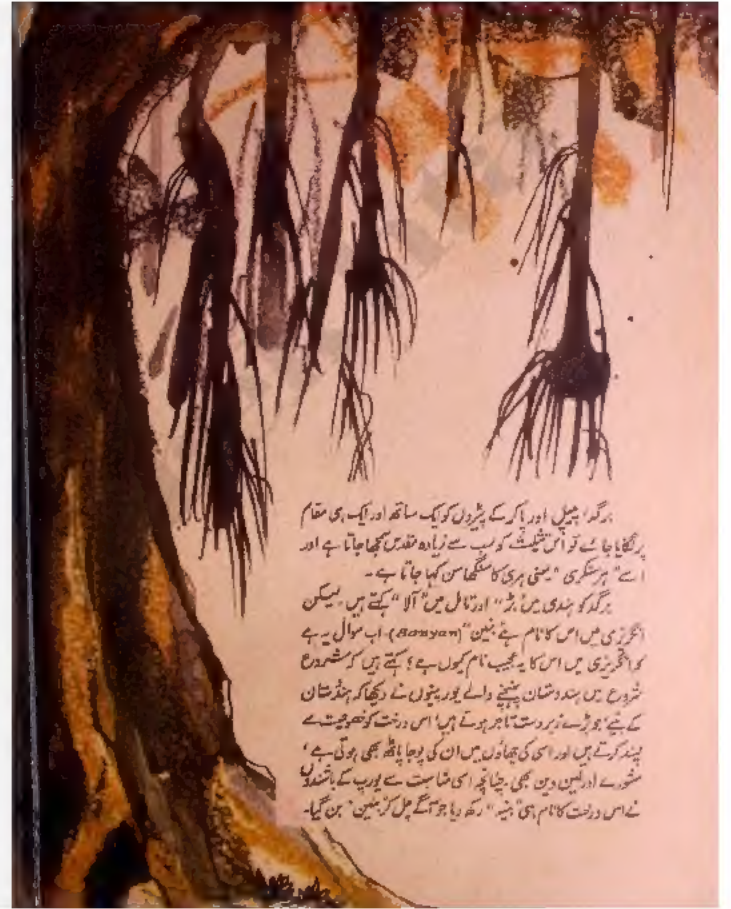 برگد، پیپل اور پاکر کے پیڑوں کو ایک ساتھ اور ایک ہی مقام
پر لگایا جائے تو اس تثلیث کو سب سے زیادہ مقدس سمجھا جاتا ہے اور
اسے "ہرسنکری" یعنی ہری کا سنگھاسن کہا جاتا ہے۔
برگد کو ہندی میں "بڑ" اور تامل میں "آلا" کہتے ہیں لیکن
انگریزی میں اس کا نام ہے بنین" (Banyan) اب سوال یہ ہے
کہ انگریزی میں اس کا یہ عجیب نام کیوں ہے؟ کہتے ہیں کہ شروع
شروع میں ہندوستان پہنچنے والے یورپینوں نے دیکھا کہ ہندُستان
کے بنیے، جو بڑے زبردست تاجر ہوتے ہیں، اس درخت کو خصوصیت سے
پسند کرتے ہیں اور اسی کی چھاؤں میں ان کی پوجا پاٹھ بھی ہوتی ہے،
مشورے اور لین دین بھی۔ چنانچہ اسی مناسبت سے یورپ کے باشندوں
نے اس درخت کا نام ہی "بنیہ" رکھ دیا جو آگے چل کر "بنین" بن گیا۔